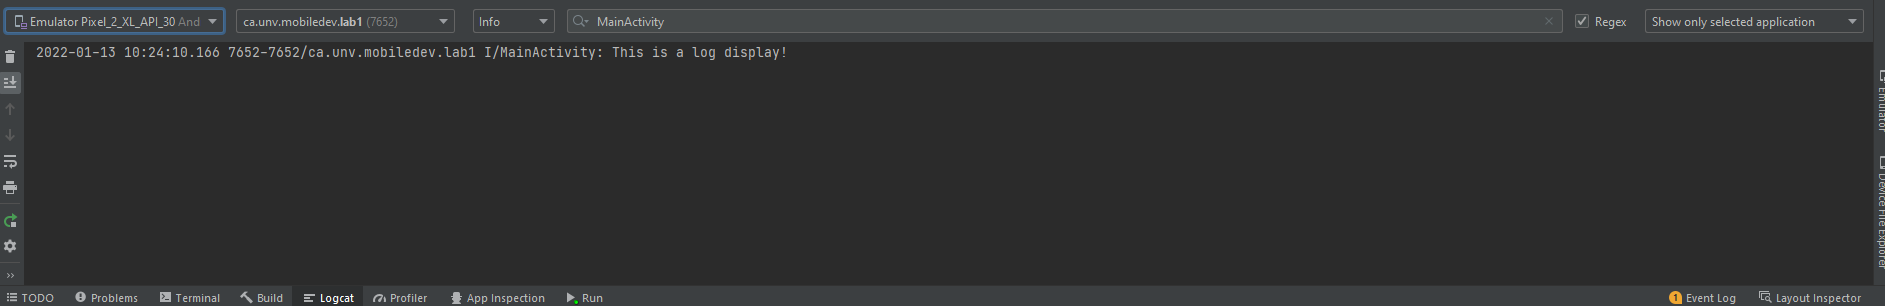 Emulator Pixel_2_XL_API_30 And
ca.unv.mobiledev.lab1 (7652)
Info
MainActivity
Regex
Show only selected application
2022-01-13 10:24:10.166 7652-7652/ca.unv.mobiledev.lab1 I/MainActivity: This is a log display!
Emulator
Device File Explorer
TODO
Problems
Terminal
Build
Logcat
Profiler
App Inspection
Run
1 Event Log
Layout Inspector